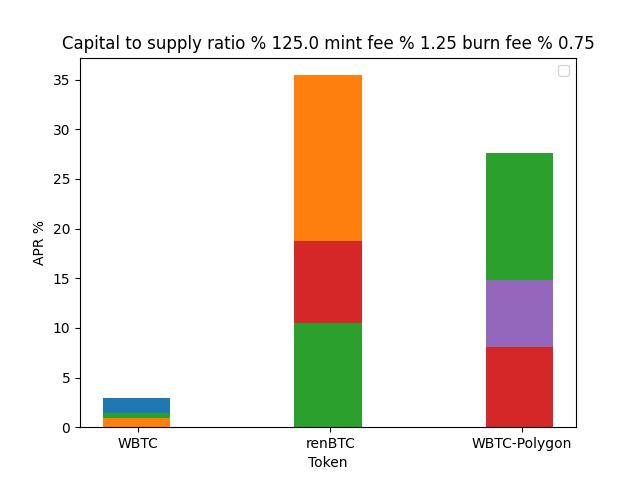 Capital to supply ratio % 125.0 mint fee % 1.25 burn fee % 0.75
35
30
25
20
15
10
5
0
APR %
WBTC
renBTC
WBTC-Polygon
Token